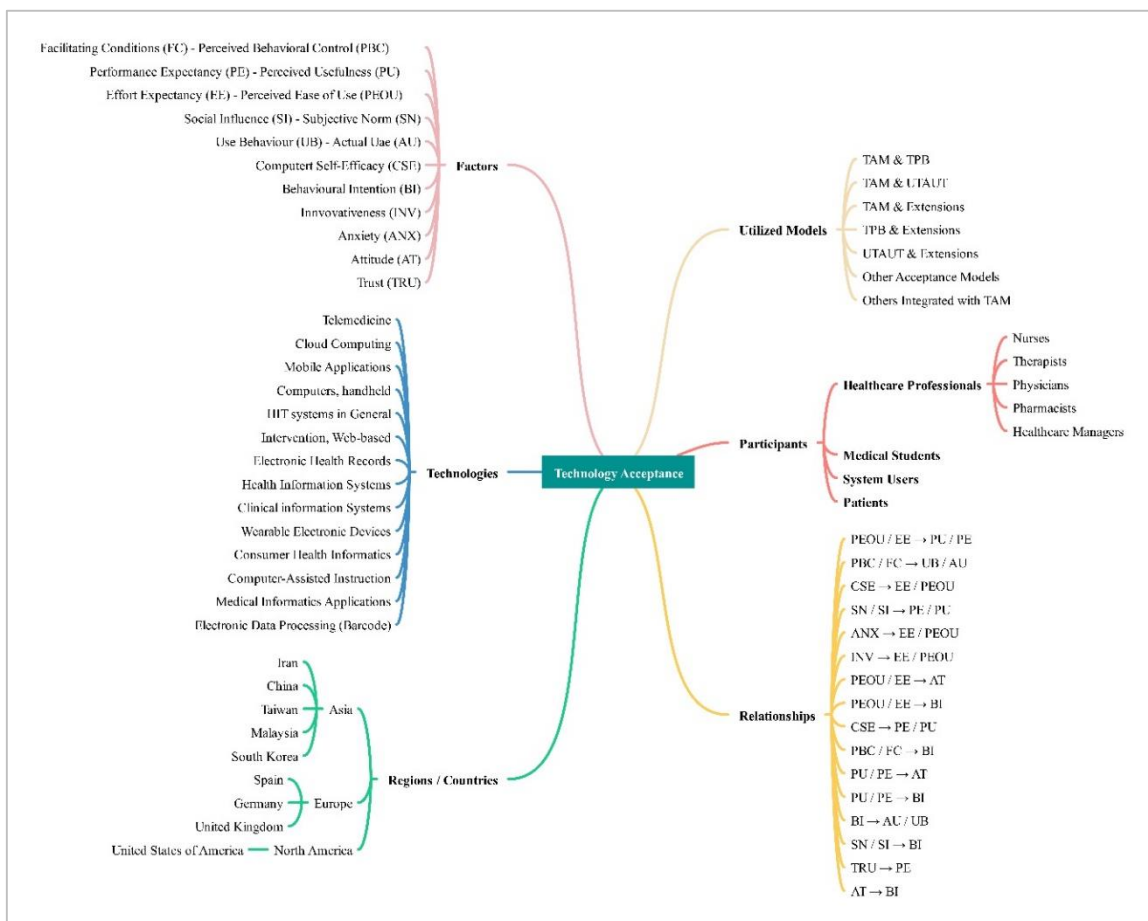 Facilitating Conditions (FC) - Perceived Behavioral Control (PBC)
Performance Expectancy (PE) - Perceived Usefulness (PU)
Effort Expectancy (EE) - Perceived Ease of Use (PEOU)
Social Influence (SI) - Subjective Norm (SN)
Use Behaviour (UB) - Actual Uae (AU)
Computert Self-Efficacy (CSE)
Behavioural Intention (BI)
Innvovativeness (INV)
Anxiety (ANX)
Attitude (AT)
Trust (TRU)
Factors
Telemedicine
Cloud Computing
Mobile Applications
Computers, handheld
HIT systems in General
Intervention, Web-based
Electronic Health Records
Health Information Systems
Clinical information Systems
Wearable Electronic Devices
Consumer Health Informatics
Computer-Assisted Instruction
Medical Informatics Applications
Electronic Data Processing (Barcode)
Technologies
Iran
China
Taiwan
Malaysia
South Korea
Asia
Spain
Germany
United Kingdom
Europe
United States of America
North America
Regions / Countries
Technology Acceptance
Utilized Models
TAM & TPB
TAM & UTAUT
TAM & Extensions
TPB & Extensions
UTAUT & Extensions
Other Acceptance Models
Others Integrated with TAM
Participants
Healthcare Professionals
Nurses
Therapists
Physicians
Pharmacists
Healthcare Managers
Medical Students
System Users
Patients
Relationships
PEOU / EE → PU / PE
PBC / FC → UB / AU
CSE → EE / PEOU
SN / SI → PE / PU
ANX → EE / PEOU
INV → EE / PEOU
PEOU / EE → AT
PEOU / EE → BI
CSE → PE / PU
PBC / FC → BI
PU / PE → AT
PU / PE → BI
BI → AU / UB
SN / SI → BI
TRU → PE
AT → BI